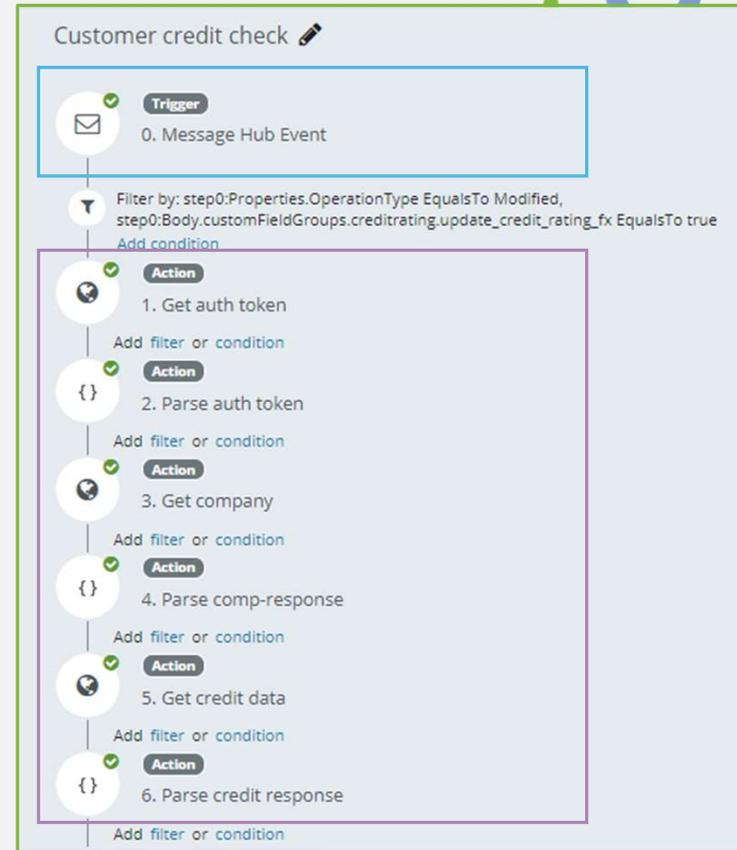 Customer credit check
Trigger
0. Message Hub Event
Filter by: step0:Properties.OperationType EqualsTo Modified,
step0:Body.customFieldGroups.creditrating.update_credit_rating_fx EqualsTo true
Add condition
Action
1. Get auth token
Add filter or condition
Action
{ }
2. Parse auth token
Add filter or condition
Action
3. Get company
Add filter or condition
Action
{ }
4. Parse comp-response
Add filter or condition
Action
5. Get credit data
Add filter or condition
Action
{ }
6. Parse credit response
Add filter or condition